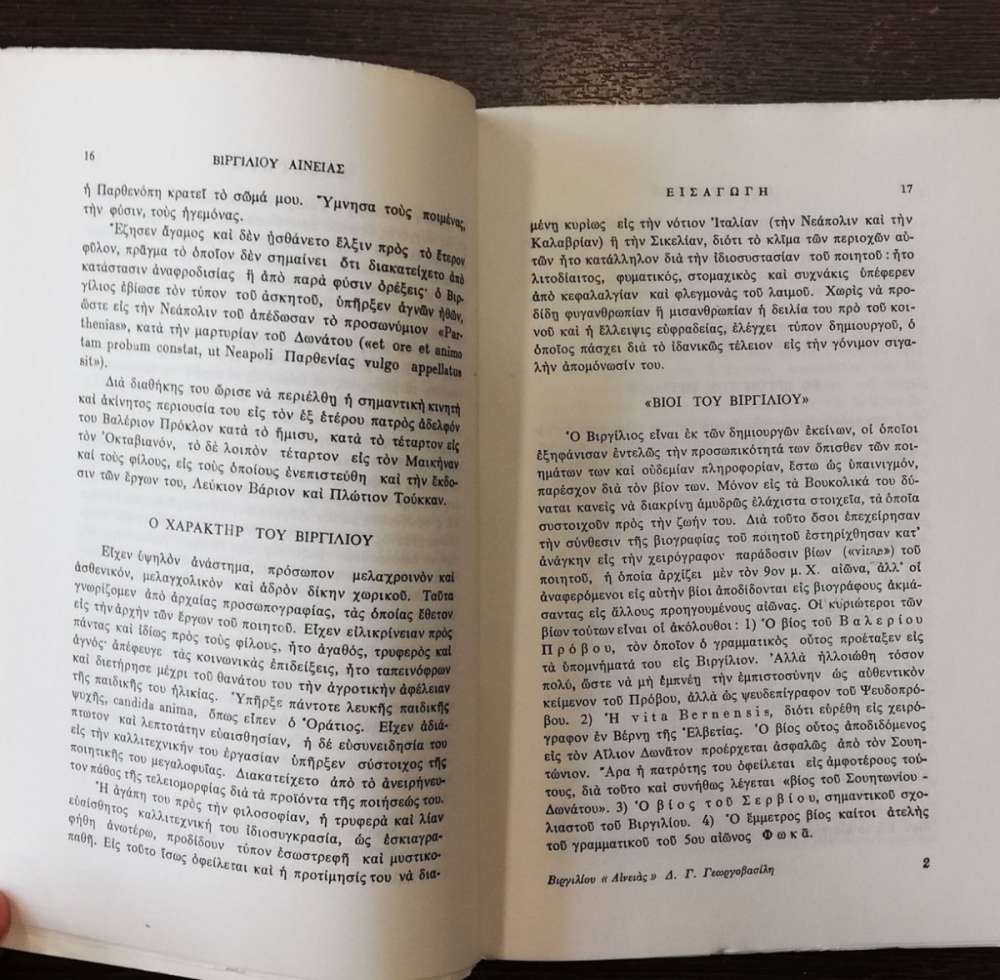 16
ΒΙΡΓΙΛΙΟΥ ΑΙΝΕΙΑΣ
ἡ Παρθενόπη κρατεῖ τὸ σῶμά μου. Ὕμνησα τοὺς ποιμένας,
τὴν φύσιν, τοὺς ἡγεμόνας.
Ἔζησεν ἄγαμος καὶ δὲν ᾐσθάνετο ἕλξιν πρὸς τὸ ἕτερον
φῦλον, πρᾶγμα τὸ ὁποῖον δὲν σημαίνει ὅτι διακατείχετο ἀπὸ
κατάστασιν ἀναφροδισίας ἢ ἀπὸ παρὰ φύσιν ὀρέξεις· ὁ Βιρ-
γίλιος ἐβίωσε τὸν τύπον τοῦ ἀσκητοῦ, ὑπῆρξεν ἁγνῶν ἠθῶν,
ὥστε εἰς τὴν Νεάπολιν τοῦ ἀπέδωσαν τὸ προσωνύμιον «Par-
thenias», κατὰ τὴν μαρτυρίαν τοῦ Δωνάτου («et ore et animo
tam probum constat, ut Neapoli Παρθενίας vulgo appellatus
sit»).
Διὰ διαθήκης του ὥρισε νὰ περιέλθῃ ἡ σημαντικὴ κινητὴ
καὶ ἀκίνητος περιουσία του εἰς τὸν ἐξ ἑτέρου πατρὸς ἀδελφόν
του Βαλέριον Πρόκλον κατὰ τὸ ἥμισυ, κατὰ τὸ τέταρτον εἰς
τὸν Ὀκταβιανόν, τὸ δὲ λοιπὸν τέταρτον εἰς τὸν Μαικήναν
καὶ τοὺς φίλους, εἰς τοὺς ὁποίους ἐνεπιστεύθη καὶ τὴν ἔκδο-
σιν τῶν ἔργων του, Λεύκιον Βάριον καὶ Πλώτιον Τούκκαν.
Ο ΧΑΡΑΚΤΗΡ ΤΟΥ ΒΙΡΓΙΛΙΟΥ
Εἶχεν ὑψηλὸν ἀνάστημα, πρόσωπον μελαχροινὸν καὶ
ἀσθενικόν, μελαγχολικὸν καὶ ἁδρὸν δίκην χωρικοῦ. Ταῦτα
γνωρίζομεν ἀπὸ ἀρχαίας προσωπογραφίας, τὰς ὁποίας ἔθετον
εἰς τὴν ἀρχὴν τῶν ἔργων τοῦ ποιητοῦ. Εἶχεν εἰλικρίνειαν πρὸς
πάντας καὶ ἰδίως πρὸς τοὺς φίλους, ἦτο ἀγαθός, τρυφερὸς καὶ
ἁγνός· ἀπέφευγε τὰς κοινωνικὰς ἐπιδείξεις, ἦτο ταπεινόφρων
καὶ διετήρησε μέχρι τοῦ θανάτου του τὴν ἀγροτικὴν ἀφέλειαν
τῆς παιδικῆς του ἡλικίας. Ὑπῆρξε πάντοτε λευκῆς παιδικῆς
ψυχῆς, candida anima, ὅπως εἶπεν ὁ Ὁράτιος. Εἶχεν ἀδιά-
πτωτον καὶ λεπτοτάτην εὐαισθησίαν, ἡ δὲ εὐσυνειδησία του
εἰς τὴν καλλιτεχνικήν του ἐργασίαν ὑπῆρξεν σύστοιχος τῆς
ποιητικῆς του μεγαλοφυΐας. Διακατείχετο ἀπὸ τὸ ἀνειρήνευ-
τον πάθος τῆς τελειομορφίας διὰ τὰ προϊόντα τῆς ποιήσεώς του.
Ἡ ἀγάπη του πρὸς τὴν φιλοσοφίαν, ἡ τρυφερὰ καὶ λίαν
εὐαίσθητος καλλιτεχνική του ἰδιοσυγκρασία, ὡς ἐσκιαγρα-
φήθη ἀνωτέρω, προδίδουν τύπον ἐσωστρεφῆ καὶ μυστικο-
παθῆ. Εἰς τοῦτο ἴσως ὀφείλεται καὶ ἡ προτίμησίς του νὰ δια-
ΕΙΣΑΓΩΓΗ
17
μένῃ κυρίως εἰς τὴν νότιον Ἰταλίαν (τὴν Νεάπολιν καὶ τὴν
Καλαβρίαν) ἢ τὴν Σικελίαν, διότι τὸ κλῖμα τῶν περιοχῶν αὐ-
τῶν ἦτο κατάλληλον διὰ τὴν ἰδιοσυστασίαν τοῦ ποιητοῦ : ἦτο
λιτοδίαιτος, φυματικός, στομαχικὸς καὶ συχνάκις ὑπέφερεν
ἀπὸ κεφαλαλγίαν καὶ φλεγμονὰς τοῦ λαιμοῦ. Χωρὶς νὰ προ-
δίδῃ φυγανθρωπίαν ἢ μισανθρωπίαν ἡ δειλία του πρὸ τοῦ κοι-
νοῦ καὶ ἡ ἔλλειψις εὐφραδείας, ἐλέγχει τύπον δημιουργοῦ, ὁ
ὁποῖος πάσχει διὰ τὸ ἰδανικῶς τέλειον εἰς τὴν γόνιμον σιγα-
λὴν ἀπομόνωσίν του.
«ΒΙΟΙ ΤΟΥ ΒΙΡΓΙΛΙΟΥ»
Ὁ Βιργίλιος εἶναι ἐκ τῶν δημιουργῶν ἐκείνων, οἱ ὁποῖοι
ἐξηφάνισαν ἐντελῶς τὴν προσωπικότητά των ὄπισθεν τῶν ποι-
ημάτων των καὶ οὐδεμίαν πληροφορίαν, ἔστω ὡς ὑπαινιγμόν,
παρέσχον διὰ τὸν βίον των. Μόνον εἰς τὰ Βουκολικά του δύ-
ναται κανεὶς νὰ διακρίνῃ ἀμυδρῶς ἐλάχιστα στοιχεῖα, τὰ ὁποῖα
συστοιχοῦν πρὸς τὴν ζωήν του. Διὰ τοῦτο ὅσοι ἐπεχείρησαν
τὴν σύνθεσιν τῆς βιογραφίας τοῦ ποιητοῦ ἐστηρίχθησαν κατ'
ἀνάγκην εἰς τὴν χειρόγραφον παράδοσιν βίων («vitae») τοῦ
ποιητοῦ, ἡ ὁποία ἀρχίζει μὲν τὸν 9ον μ. Χ. αἰῶνα, ἀλλ' οἱ
ἀναφερόμενοι εἰς αὐτὴν βίοι ἀποδίδονται εἰς βιογράφους ἀκμά-
σαντας εἰς ἄλλους προηγουμένους αἰῶνας. Οἱ κυριώτεροι τῶν
βίων τούτων εἶναι οἱ ἀκόλουθοι : 1) Ὁ βίος τοῦ Βαλερίου
Πρόβου, τὸν ὁποῖον ὁ γραμματικὸς οὗτος προέταξεν εἰς
τὰ ὑπομνήματά του εἰς Βιργίλιον. Ἀλλὰ ἠλλοιώθη τόσον
πολύ, ὥστε νὰ μὴ ἐμπνέῃ τὴν ἐμπιστοσύνην ὡς αὐθεντικὸν
κείμενον τοῦ Πρόβου, ἀλλὰ ὡς ψευδεπίγραφον τοῦ Ψευδοπρό-
βου. 2) Ἡ vita Bernensis, διότι εὑρέθη εἰς χειρό-
γραφον ἐν Βέρνῃ τῆς Ἑλβετίας. Ὁ βίος οὗτος ἀποδιδόμενος
εἰς τὸν Αἴλιον Δωνᾶτον προέρχεται ἀσφαλῶς ἀπὸ τὸν Σουη-
τώνιον. Ἄρα ἡ πατρότης του ὀφείλεται εἰς ἀμφοτέρους τού-
τους, διὰ τοῦτο καὶ συνήθως λέγεται «βίος τοῦ Σουητωνίου -
Δωνάτου». 3) Ὁ βίος τοῦ Σερβίου, σημαντικοῦ σχο-
λιαστοῦ τοῦ Βιργιλίου. 4) Ὁ ἔμμετρος βίος καίτοι ἀτελὴς
τοῦ γραμματικοῦ τοῦ 5ου αἰῶνος Φωκᾶ.
Βιργιλίου « Αἰνειὰς» Δ. Γ. Γεωργοβασίλη
2